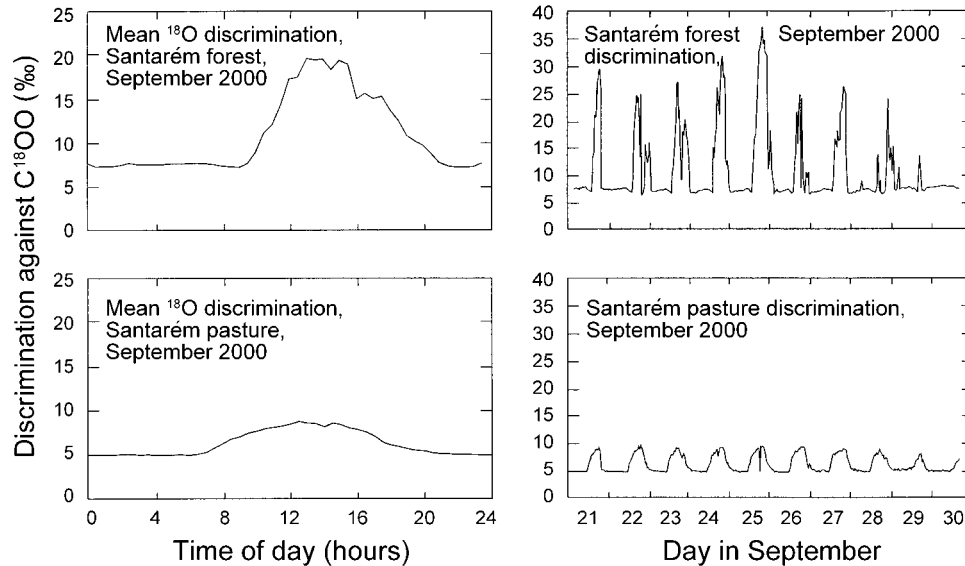 Discrimination against C¹⁸OO (‰)
25
20
15
10
5
0
Mean ¹⁸O discrimination,
Santarém forest,
September 2000
40
35
30
25
20
15
10
5
0
Santarém forest September 2000
discrimination,
25
20
15
10
5
0
Mean ¹⁸O discrimination,
Santarém pasture,
September 2000
0 4 8 12 16 20 24
Time of day (hours)
40
35
30
25
20
15
10
5
0
Santarém pasture discrimination,
September 2000
21 22 23 24 25 26 27 28 29 30
Day in September